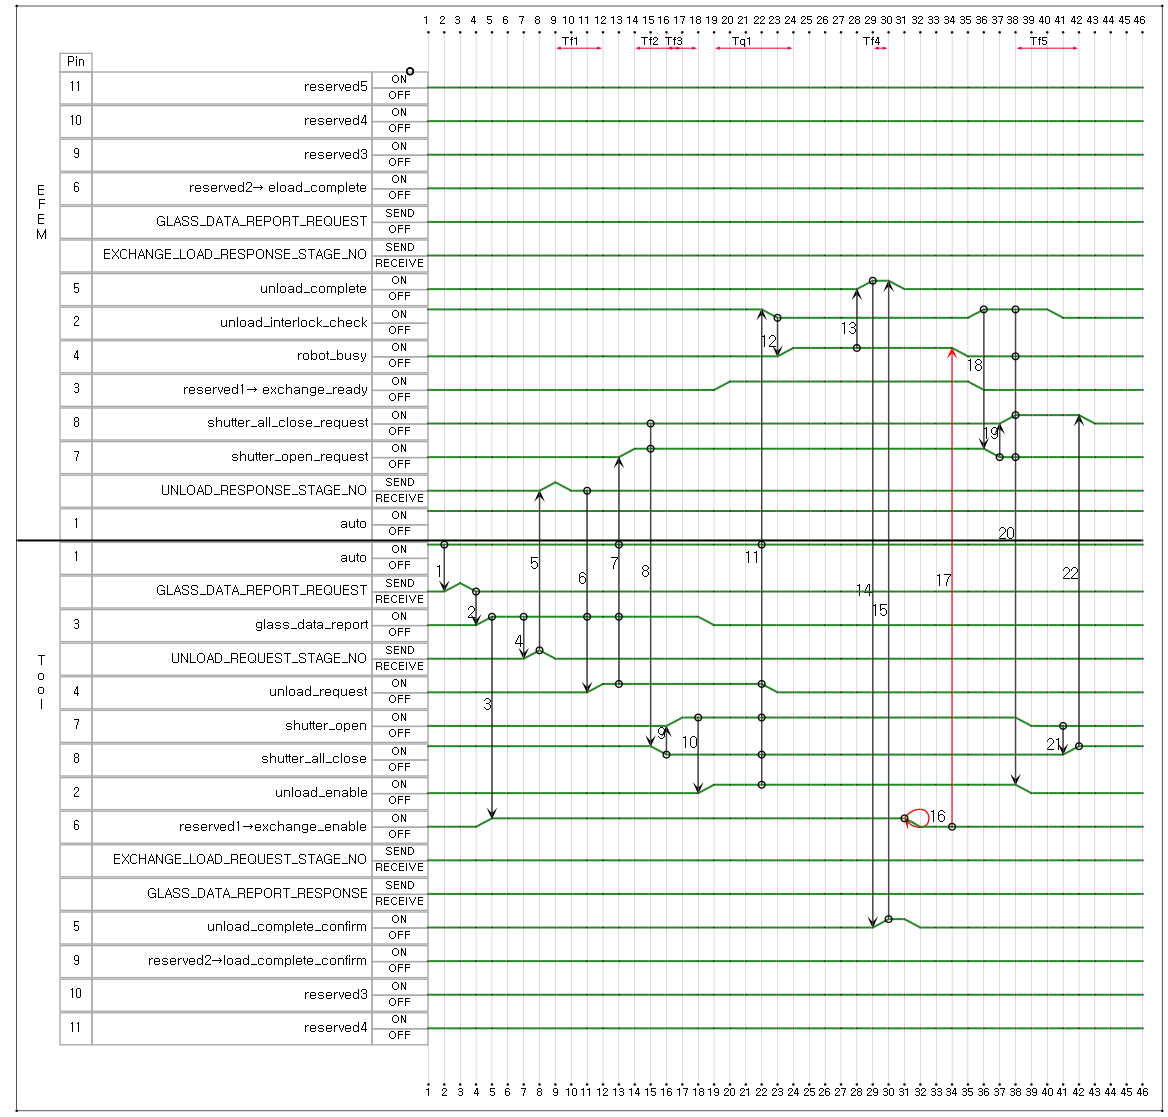 1 2 3 4 5 6 7 8 9 10 11 12 13 14 15 16 17 18 19 20 21 22 23 24 25 26 27 28 29 30 31 32 33 34 35 36 37 38 39 40 41 42 43 44 45 46
Tf1 Tf2 Tf3 Tq1 Tf4 Tf5
Pin
EFEM
11 reserved5 ON
OFF
10 reserved4 ON
OFF
9 reserved3 ON
OFF
6 reserved2→ eload_complete ON
OFF
GLASS_DATA_REPORT_REQUEST SEND
OFF
EXCHANGE_LOAD_RESPONSE_STAGE_NO SEND
RECEIVE
5 unload_complete ON
OFF
2 unload_interlock_check ON
OFF
13
12
4 robot_busy ON
OFF
18
3 reserved1→ exchange_ready ON
OFF
8 shutter_all_close_request ON
OFF
19
7 shutter_open_request ON
OFF
UNLOAD_RESPONSE_STAGE_NO SEND
RECEIVE
1 auto ON
OFF
20
Tool
1 auto ON
OFF
1 5 6 7 8 11 14 17 22
GLASS_DATA_REPORT_REQUEST SEND
RECEIVE
2 15
3 glass_data_report ON
OFF
4
UNLOAD_REQUEST_STAGE_NO SEND
RECEIVE
4 unload_request ON
OFF
3
7 shutter_open ON
OFF
9 10 21
8 shutter_all_close ON
OFF
2 unload_enable ON
OFF
6 reserved1→exchange_enable ON
OFF
16
EXCHANGE_LOAD_REQUEST_STAGE_NO SEND
RECEIVE
GLASS_DATA_REPORT_RESPONSE SEND
RECEIVE
5 unload_complete_confirm ON
OFF
9 reserved2→load_complete_confirm ON
OFF
10 reserved3 ON
OFF
11 reserved4 ON
OFF
1 2 3 4 5 6 7 8 9 10 11 12 13 14 15 16 17 18 19 20 21 22 23 24 25 26 27 28 29 30 31 32 33 34 35 36 37 38 39 40 41 42 43 44 45 46